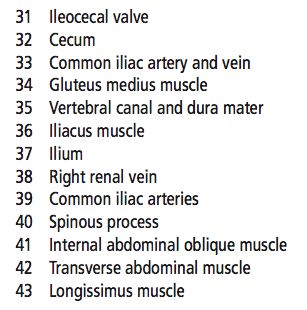 31 Ileocecal valve
32 Cecum
33 Common iliac artery and vein
34 Gluteus medius muscle
35 Vertebral canal and dura mater
36 Iliacus muscle
37 Ilium
38 Right renal vein
39 Common iliac arteries
40 Spinous process
41 Internal abdominal oblique muscle
42 Transverse abdominal muscle
43 Longissimus muscle